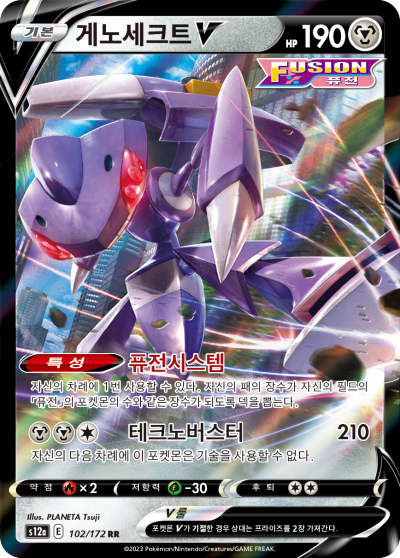 기본 게노세크트 V HP 190
FUSION
퓨전
특성 퓨전시스템
자신의 차례에 1번 사용할 수 있다. 자신의 패의 장수가 자신의 필드의
「퓨전」의 포켓몬의 수와 같은 장수가 되도록 덱을 뽑는다.
테크노버스터 210
자신의 다음 차례에 이 포켓몬은 기술을 사용할 수 없다.
약점 ×2 저항력 -30 후퇴
Illus. PLANETA Tsuji
V룰
s12a E 102/172 RR
포켓몬 V가 기절한 경우 상대는 프라이즈를 2장 가져간다.
©2023 Pokémon/Nintendo/Creatures/GAME FREAK.